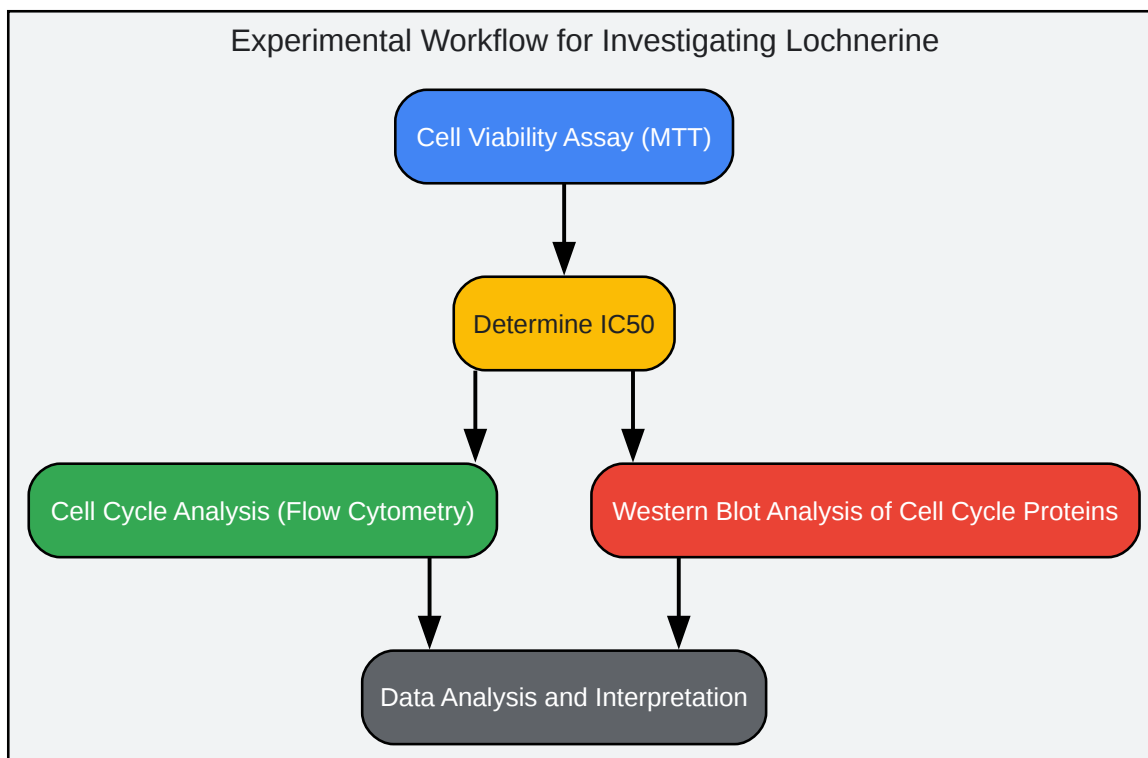 Experimental Workflow for Investigating Lochnerine
Cell Viability Assay (MTT)
Determine IC50
Cell Cycle Analysis (Flow Cytometry)
Western Blot Analysis of Cell Cycle Proteins
Data Analysis and Interpretation